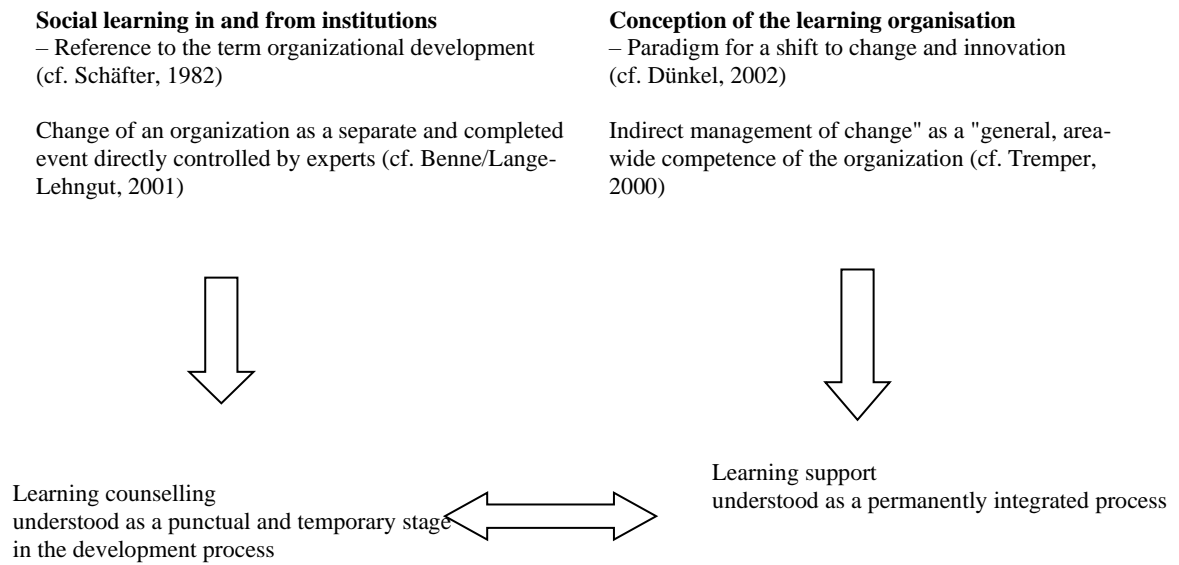 Social learning in and from institutions
– Reference to the term organizational development
(cf. Schäfter, 1982)
Change of an organization as a separate and completed
event directly controlled by experts (cf. Benne/Lange-
Lehngut, 2001)
Conception of the learning organisation
– Paradigm for a shift to change and innovation
(cf. Dünkel, 2002)
Indirect management of change" as a "general, area-
wide competence of the organization (cf. Tremper,
2000)
Learning counselling
understood as a punctual and temporary stage
in the development process
Learning support
understood as a permanently integrated process